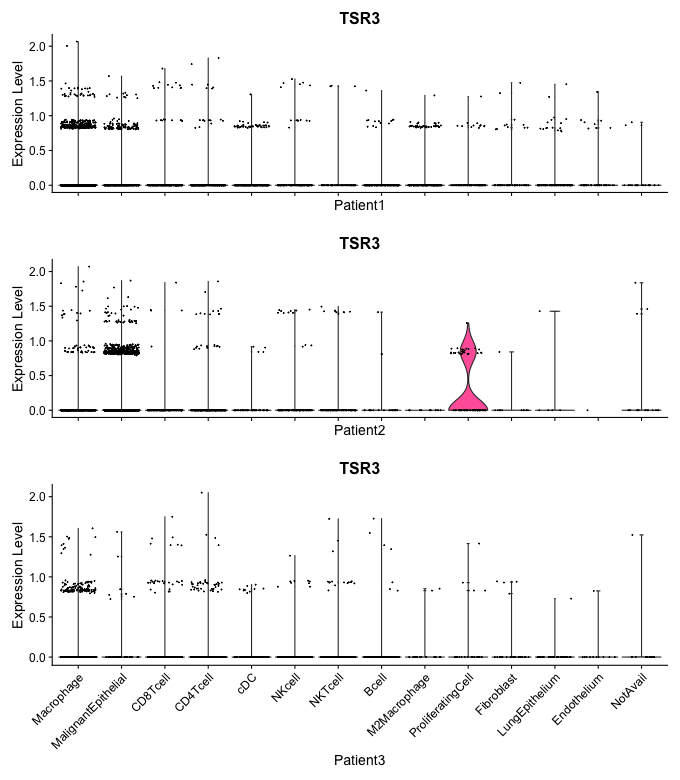 TSR3
Expression Level
2.0
1.5
1.0
0.5
0.0
Patient1
TSR3
Expression Level
2.0
1.5
1.0
0.5
0.0
Patient2
TSR3
Expression Level
2.0
1.5
1.0
0.5
0.0
Macrophage
MalignantEpithelial
CD8Tcell
CD4Tcell
cDC
NKcell
NKTcell
Bcell
M2Macrophage
ProliferatingCell
Fibroblast
LungEpithelium
Endothelium
NotAvail
Patient3